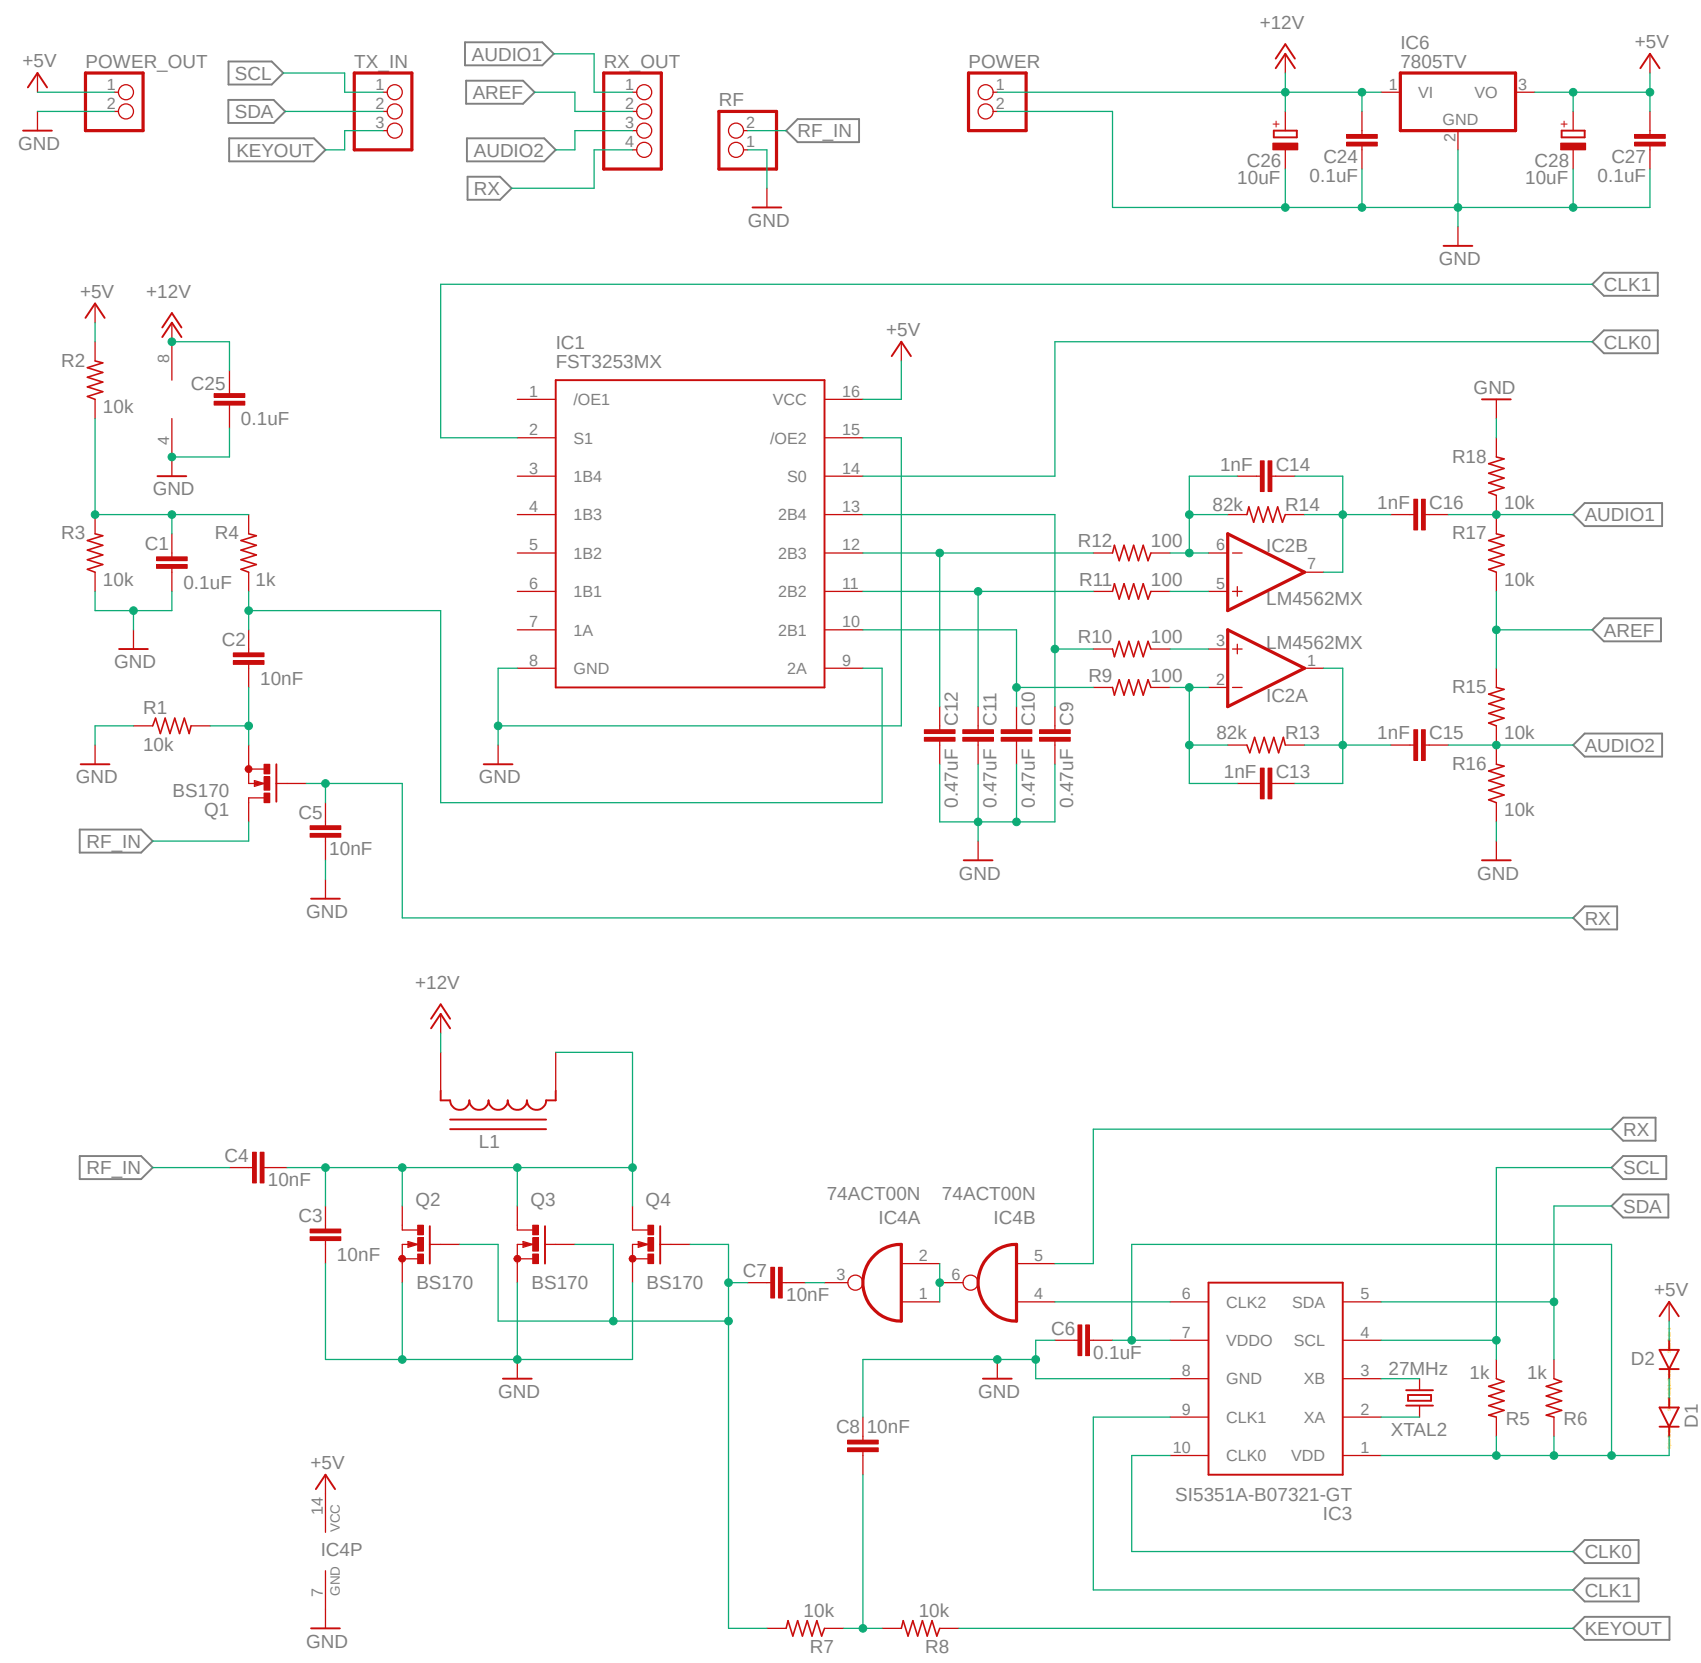 +5V
GND
POWER_OUT
1
2
SCL
SDA
KEYOUT
TX_IN
1
2
3
AUDIO1
AREF
AUDIO2
RX
RX_OUT
1
2
3
4
RF
2
1
RF_IN
GND
POWER
1
2
+12V
+
C26
10uF
C24
0.1uF
IC6
7805TV
1
VI
VO
3
GND
2
+
C28
10uF
C27
0.1uF
+5V
GND
+5V
+12V
R2
10k
8
4
C25
0.1uF
GND
R3
10k
C1
0.1uF
R4
1k
GND
C2
10nF
R1
10k
GND
BS170
Q1
C5
10nF
RF_IN
GND
IC1
FST3253MX
1
/OE1
2
S1
3
1B4
4
1B3
5
1B2
6
1B1
7
1A
8
GND
VCC
16
/OE2
15
S0
14
2B4
13
2B3
12
2B2
11
2B1
10
2A
9
+5V
GND
CLK1
CLK0
GND
R12
100
R11
100
R10
100
R9
100
C12
0.47uF
C11
0.47uF
C10
0.47uF
C9
0.47uF
GND
1nF
C14
82k
R14
6
5
7
IC2B
LM4562MX
LM4562MX
3
2
1
IC2A
82k
R13
1nF
C13
1nF
C16
1nF
C15
R18
10k
R17
10k
R15
10k
R16
10k
GND
AUDIO1
AREF
AUDIO2
RX
+12V
L1
RF_IN
C4
10nF
C3
10nF
Q2
BS170
Q3
BS170
Q4
BS170
GND
C7
10nF
74ACT00N
IC4A
3
2
1
74ACT00N
IC4B
6
5
4
C6
0.1uF
GND
C8
10nF
6
CLK2
7
VDDO
8
GND
9
CLK1
10
CLK0
SDA
5
SCL
4
XB
3
XA
2
VDD
1
SI5351A-B07321-GT
IC3
27MHz
XTAL2
1k
R5
1k
R6
+5V
D2
D1
RX
SCL
SDA
+5V
14
VCC
IC4P
7
GND
GND
10k
R7
10k
R8
CLK0
CLK1
KEYOUT